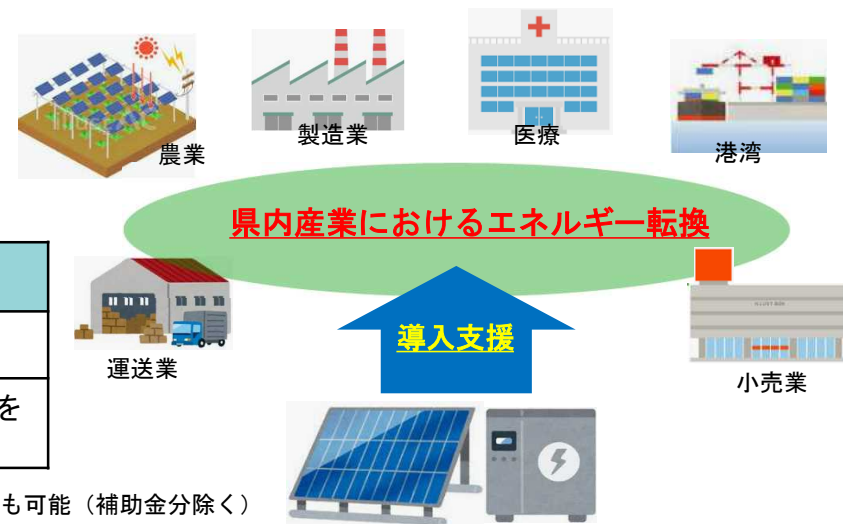 農業
製造業
医療
港湾
県内産業におけるエネルギー転換
運送業
導入支援
小売業
を
も可能（補助金分除く）